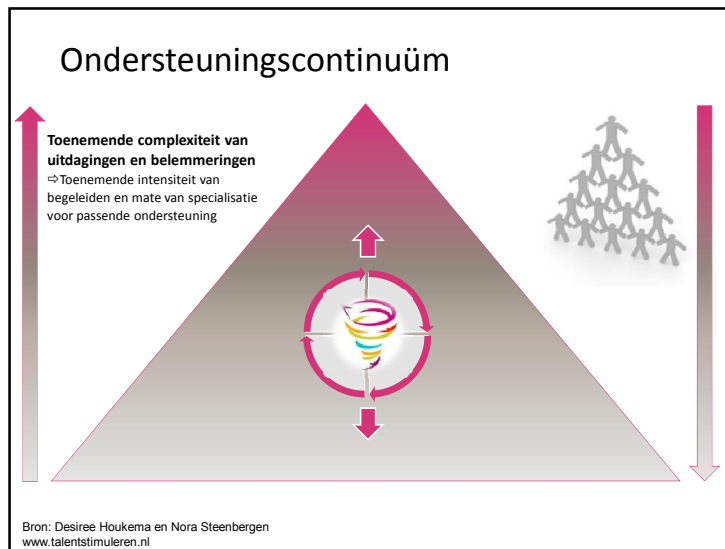 Ondersteuningscontinuüm
Toenemende complexiteit van
uitdagingen en belemmeringen
⇨Toenemende intensiteit van
begeleiden en mate van specialisatie
voor passende ondersteuning
Bron: Desiree Houkema en Nora Steenbergen
www.talentstimuleren.nl